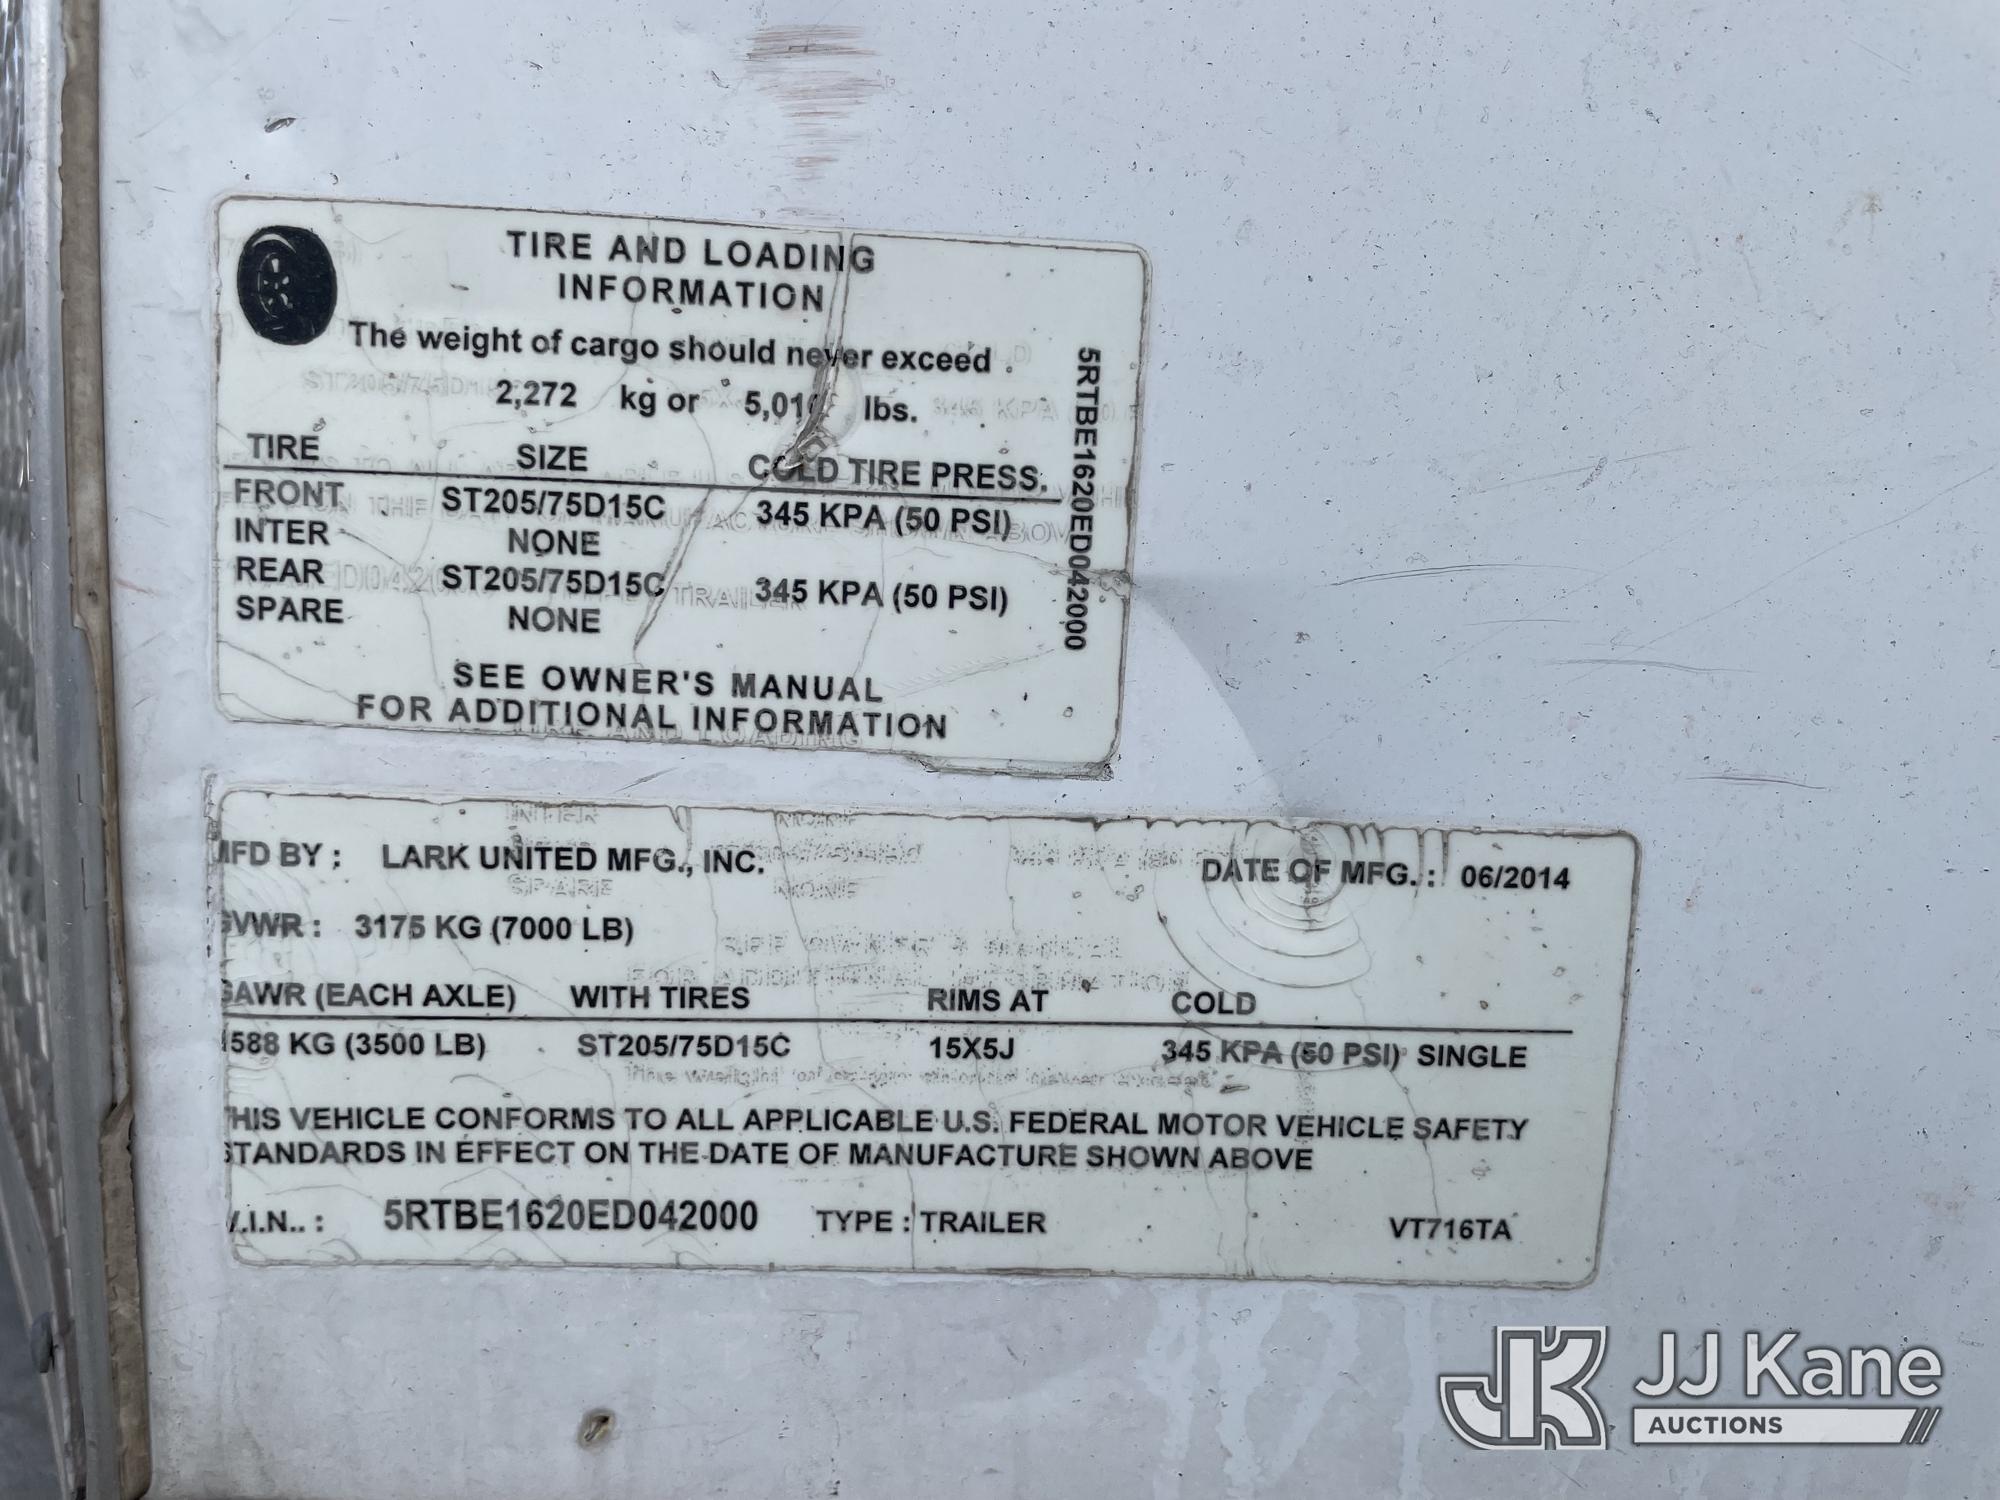 TIRE AND LOADING
INFORMATION
The weight of cargo should never exceed
2,272 kg or lbs.
TIRE SIZE COLD TIRE PRESS.
FRONT ST205/75D15C 345 KPA (50 PSI)
INTER NONE
REAR ST205/75D15C 345 KPA (50 PSI)
SPARE NONE
SEE OWNER'S MANUAL
FOR ADDITIONAL INFORMATION
5RTBE1620ED042000
MFD BY : LARK UNITED MFG., INC. DATE OF MFG. : 06/2014
GVWR : 3175 KG (7000 LB)
GAWR (EACH AXLE) WITH TIRES RIMS AT COLD
1588 KG (3500 LB) ST205/75D15C 15X5J 345 KPA (50 PSI) SINGLE
THIS VEHICLE CONFORMS TO ALL APPLICABLE U.S. FEDERAL MOTOR VEHICLE SAFETY
STANDARDS IN EFFECT ON THE DATE OF MANUFACTURE SHOWN ABOVE
V.I.N.. : 5RTBE1620ED042000 TYPE : TRAILER VT716TA
JK JJ Kane
AUCTIONS